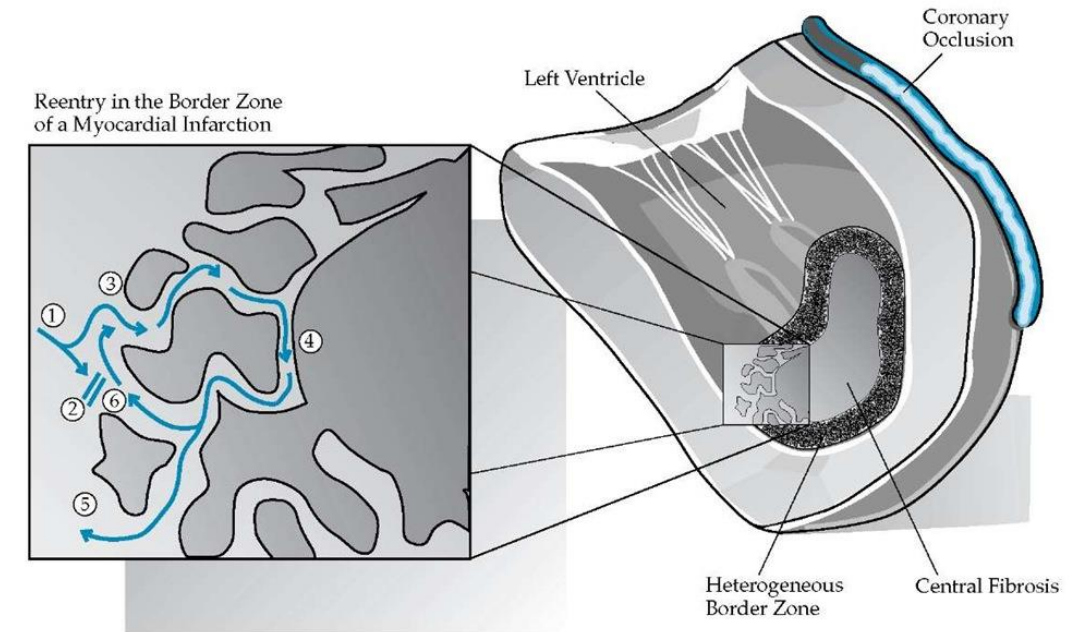 Coronary
Occlusion
Left Ventricle
Reentry in the Border Zone
of a Myocardial Infarction
1
2
3
4
5
6
Heterogeneous
Border Zone
Central Fibrosis